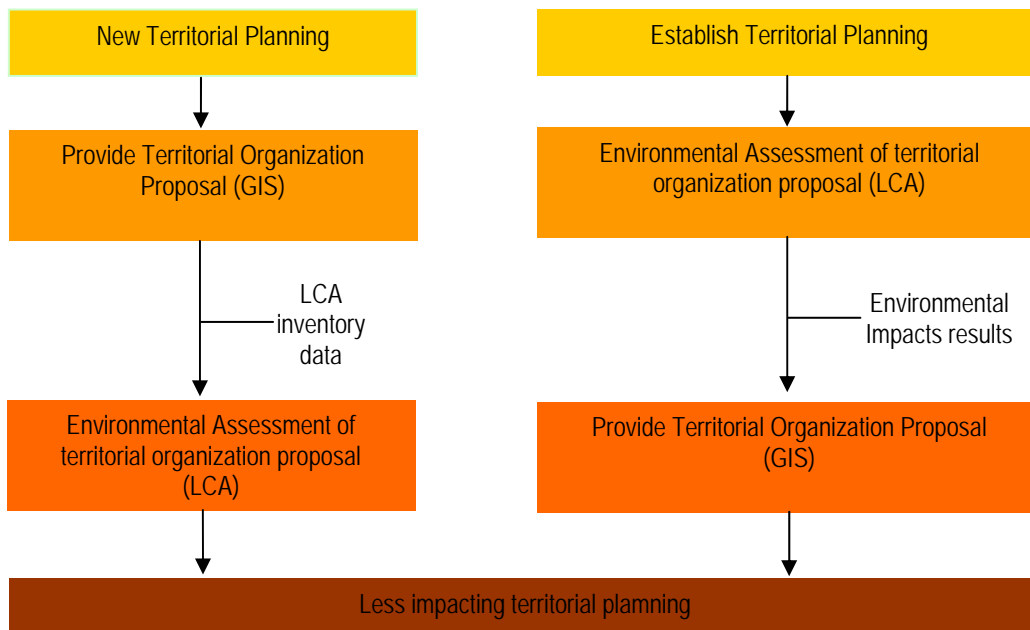 New Territorial Planning
Provide Territorial Organization
Proposal (GIS)
LCA
inventory
data
Environmental Assessment of
territorial organization proposal
(LCA)
Establish Territorial Planning
Environmental Assessment of territorial
organization proposal (LCA)
Environmental
Impacts results
Provide Territorial Organization Proposal
(GIS)
Less impacting territorial plamning